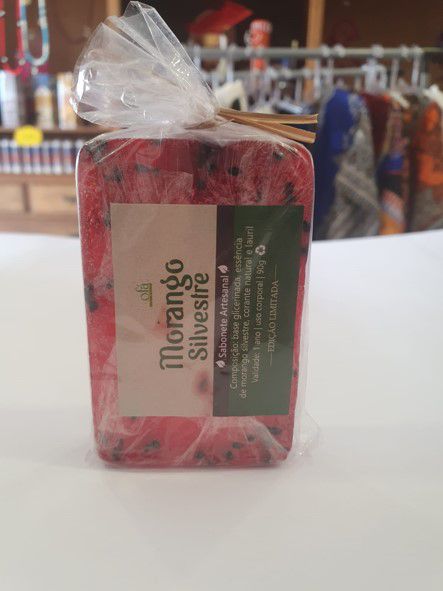 olá
Morango
Silvestre
Sabonete Artesanal
Composição: base glicerinada, essência
de morango silvestre, corante natural e lauril
Validade: 1 ano | uso corporal | 90g
EDIÇÃO LIMITADA